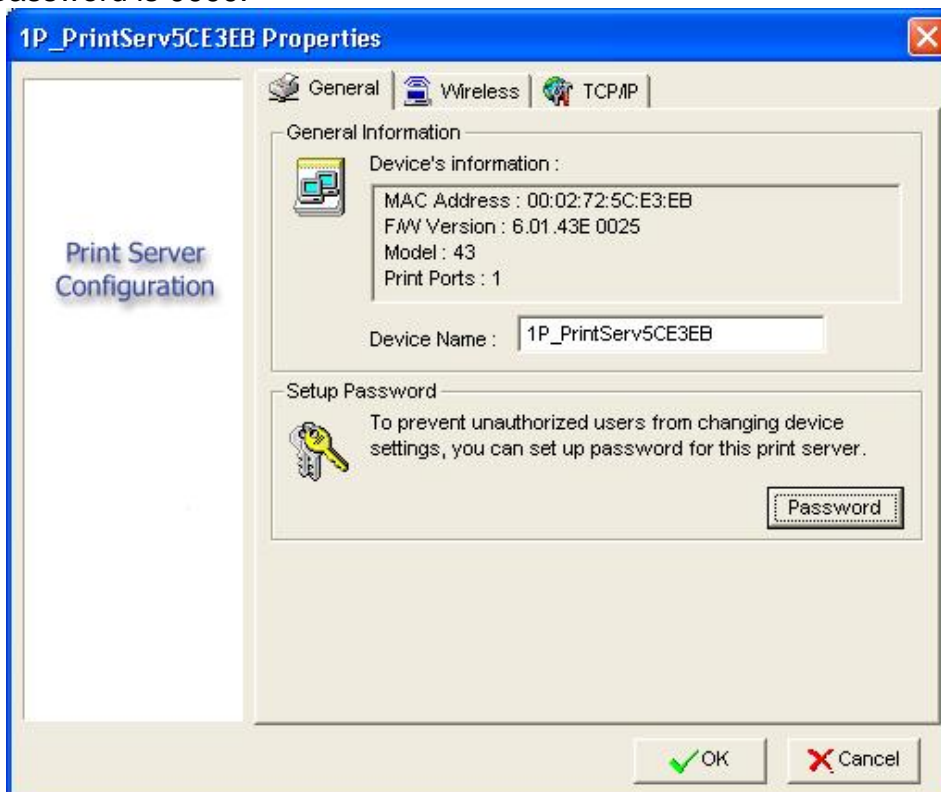 1P_PrintServ5CE3EB Properties
General Wireless TCP/IP
General Information
Device's information :
MAC Address : 00:02:72:5C:E3:EB
F/W Version : 6.01.43E 0025
Model : 43
Print Ports : 1
Print Server
Configuration
Device Name : 1P_PrintServ5CE3EB
Setup Password
To prevent unauthorized users from changing device
settings, you can set up password for this print server.
Password
OK Cancel